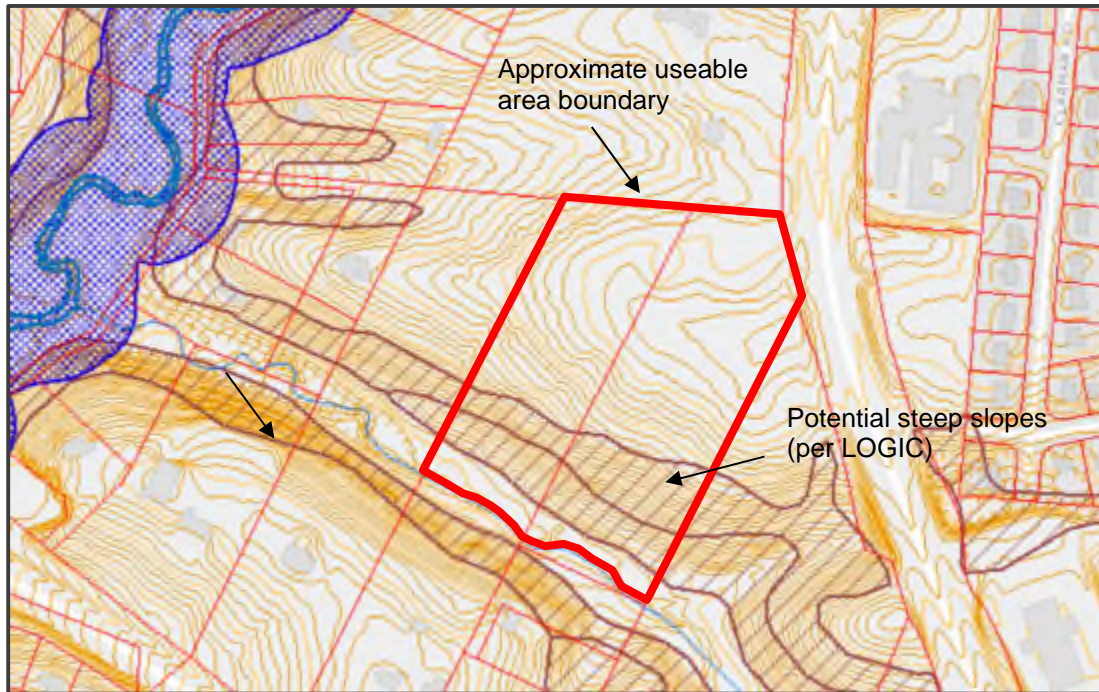 Approximate useable
area boundary
Potential steep slopes
(per LOGIC)